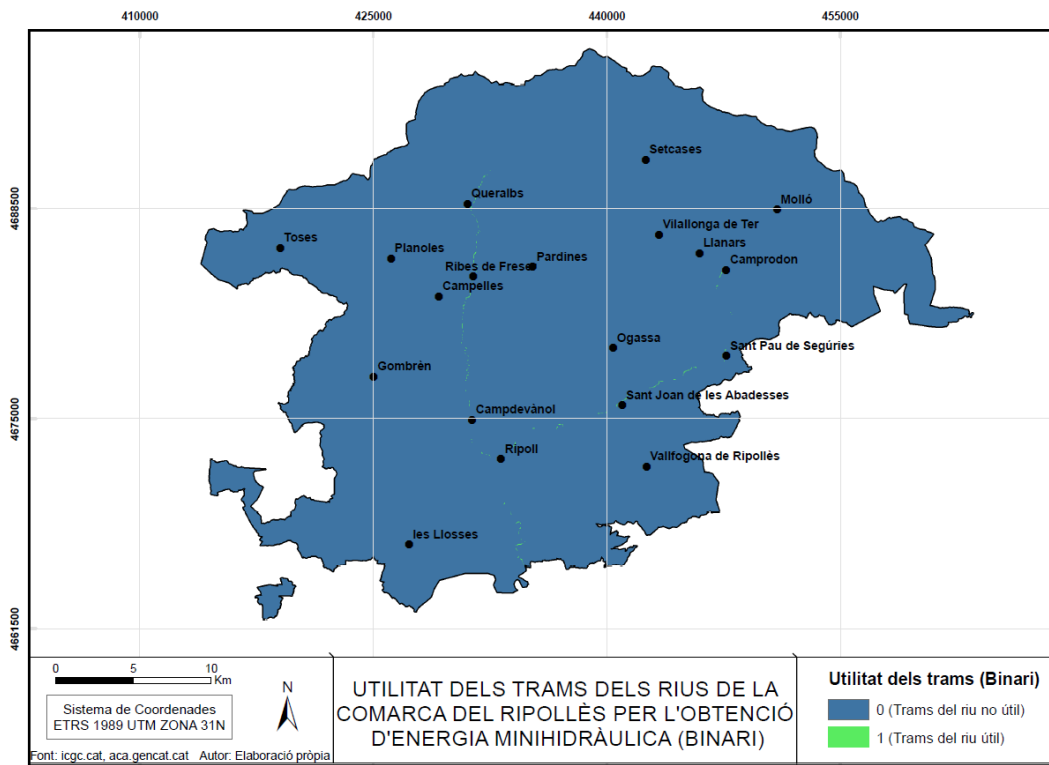 410000
425000
440000
455000
4688500
4675000
4661500
Setcases
Queralbs
Molló
Vilallonga de Ter
Toses
Planoles
Pardines
Llanars
Ribes de Frese
Camprodon
Campelles
Ogassa
Sant Pau de Segúries
Gombrèn
Sant Joan de les Abadesses
Campdevànol
Ripoll
Vallfogona de Ripollès
les Llosses
0 5 10
Km
Sistema de Coordenades
ETRS 1989 UTM ZONA 31N
N
Font: icgc.cat, aca.gencat.cat Autor: Elaboració pròpia
UTILITAT DELS TRAMS DELS RIUS DE LA
COMARCA DEL RIPOLLÈS PER L'OBTENCIÓ
D'ENERGIA MINIHIDRÀULICA (BINARI)
Utilitat dels trams (Binari)
0 (Trams del riu no útil)
1 (Trams del riu útil)